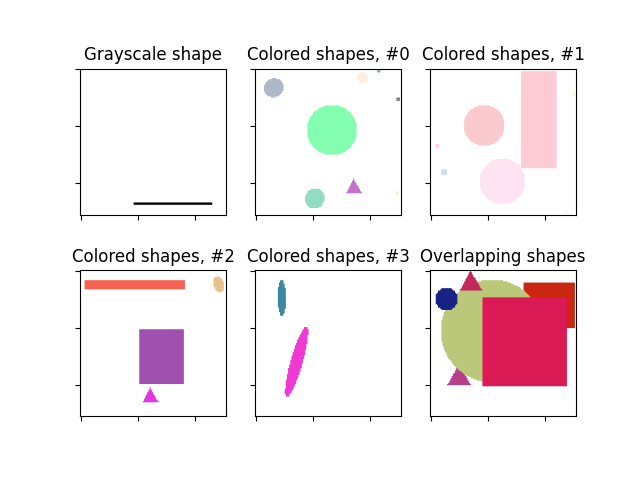 Grayscale shape
Colored shapes, #0
Colored shapes, #1
Colored shapes, #2
Colored shapes, #3
Overlapping shapes